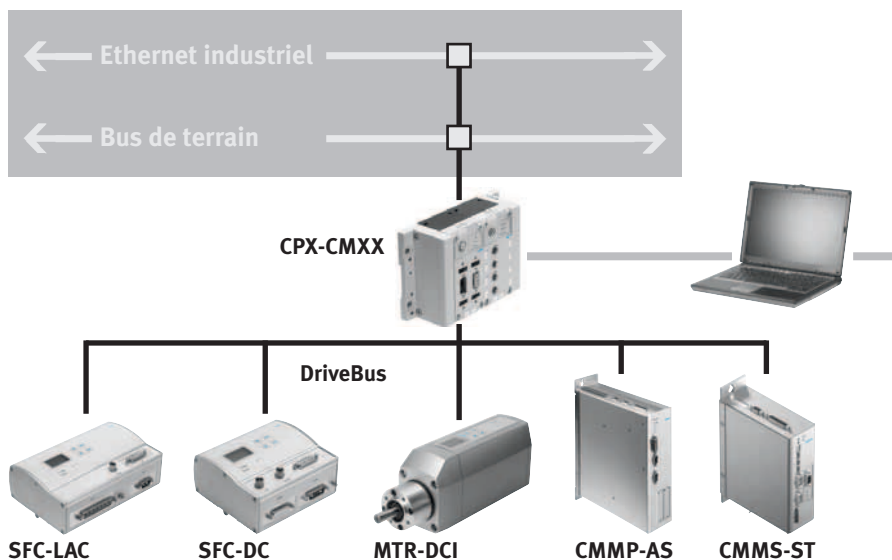 Ethernet industriel
Bus de terrain
CPX-CMXX
DriveBus
SFC-LAC
SFC-DC
MTR-DCI
CMMP-AS
CMMS-ST